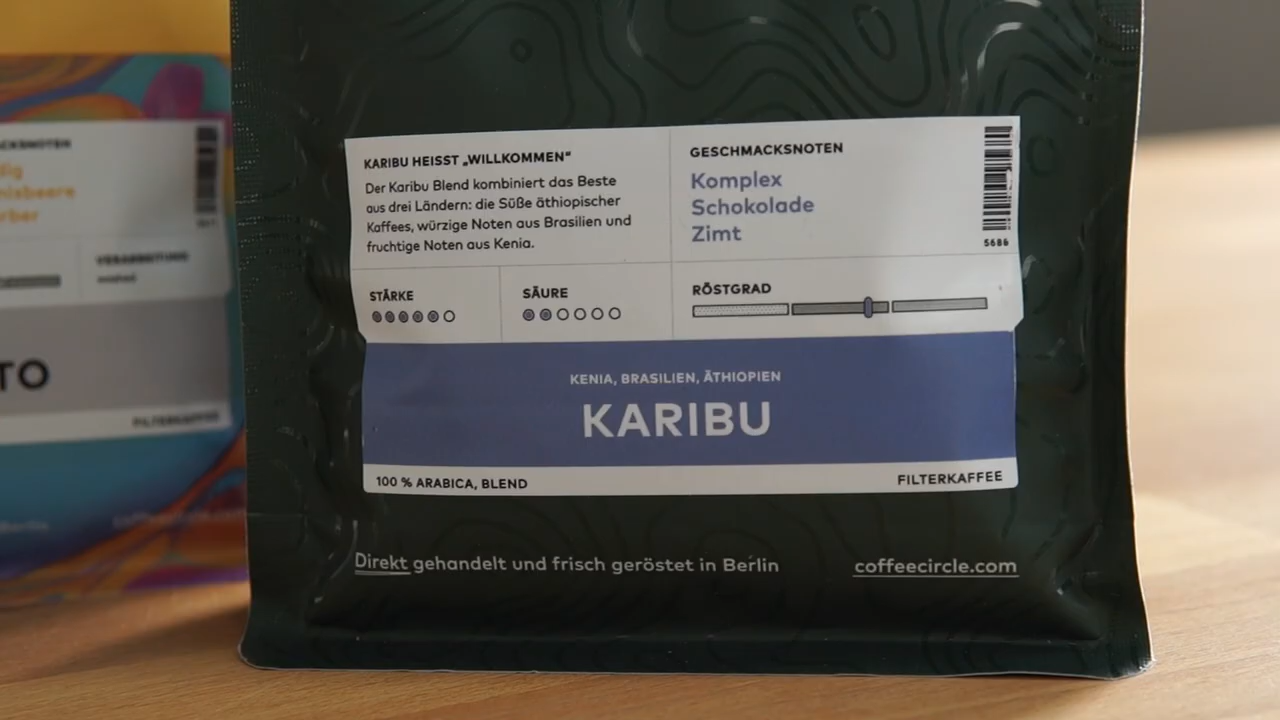 KARIBU HEISST „WILLKOMMEN“
Der Karibu Blend kombiniert das Beste
aus drei Ländern: die Süße äthiopischer
Kaffees, würzige Noten aus Brasilien und
fruchtige Noten aus Kenia.
GESCHMACKSNOTEN
Komplex
Schokolade
Zimt
5686
STÄRKE
SÄURE
RÖSTGRAD
KENIA, BRASILIEN, ÄTHIOPIEN
KARIBU
100 % ARABICA, BLEND
FILTERKAFFEE
Direkt gehandelt und frisch geröstet in Berlin
coffeecircle.com
VERARBEITUNG
washed
TO
FILTERKAFFEE